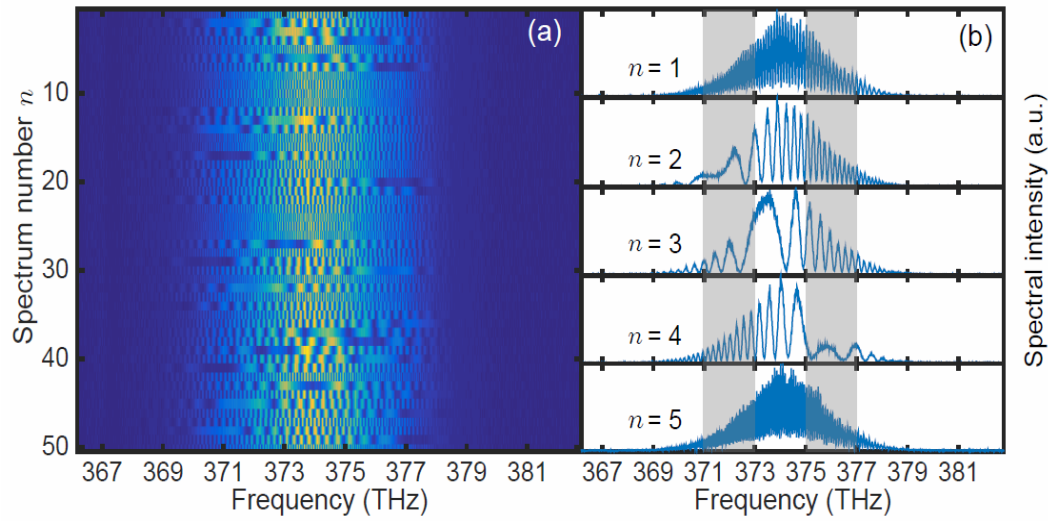 (a)
(b)
Spectrum number n
10
20
30
40
50
367 369 371 373 375 377 379 381
Frequency (THz)
n = 1
n = 2
n = 3
n = 4
n = 5
367 369 371 373 375 377 379 381
Frequency (THz)
Spectral intensity (a.u.)